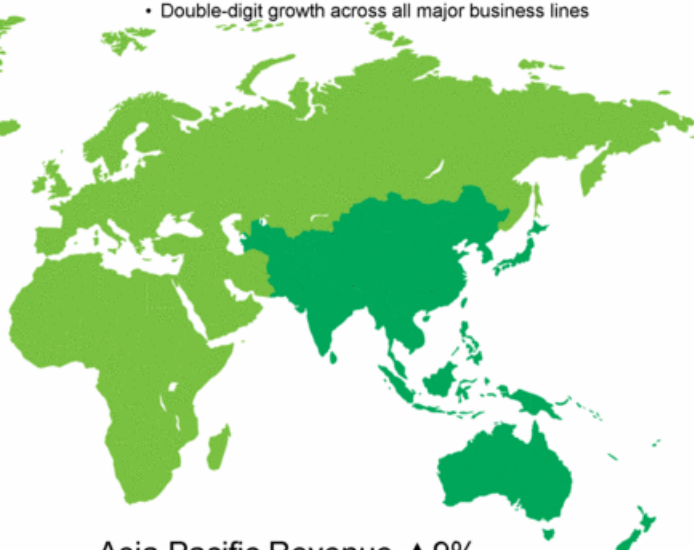 • Double-digit growth across all major business lines
Asia Pacific Revenue ▲9%